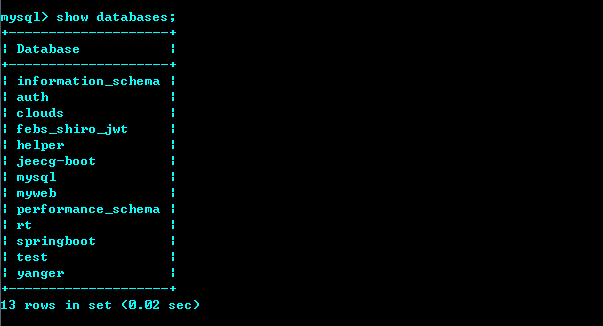 mysql> show databases;
+--------------------+
| Database           |
+--------------------+
| information_schema |
| auth               |
| clouds             |
| febs_shiro_jwt     |
| helper             |
| jeecg-boot         |
| mysql              |
| myweb              |
| performance_schema |
| rt                 |
| springboot         |
| test               |
| yanger             |
+--------------------+
13 rows in set (0.02 sec)